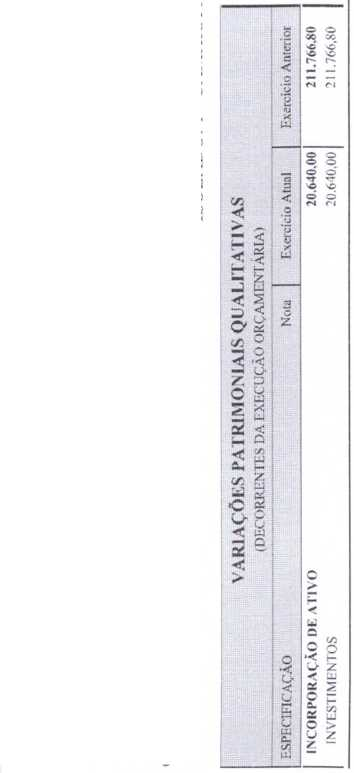 VARIAÇÕES PATRIMONIAIS QUALITATIVAS
(DECORRENTES DA EXECUÇÃO ORÇAMENTÁRIA)
ESPECIFICAÇÃO Nota Exercício Atual Exercício Anterior
INCORPORAÇÃO DE ATIVO 20.640,00 211.766,80
INVESTIMENTOS 20.640,00 211.766,80